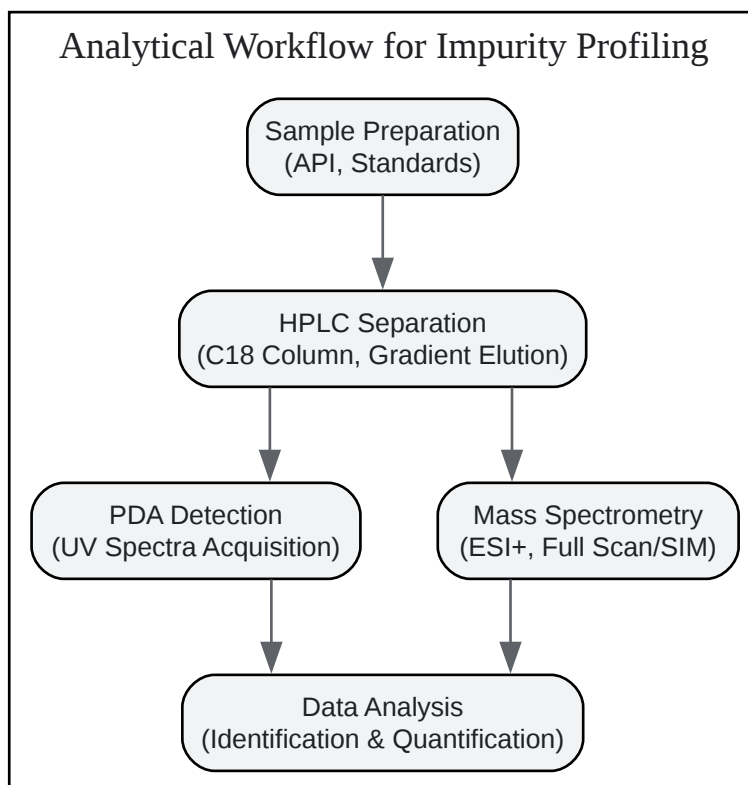 Analytical Workflow for Impurity Profiling
Sample Preparation
(API, Standards)
HPLC Separation
(C18 Column, Gradient Elution)
PDA Detection
(UV Spectra Acquisition)
Mass Spectrometry
(ESI+, Full Scan/SIM)
Data Analysis
(Identification & Quantification)